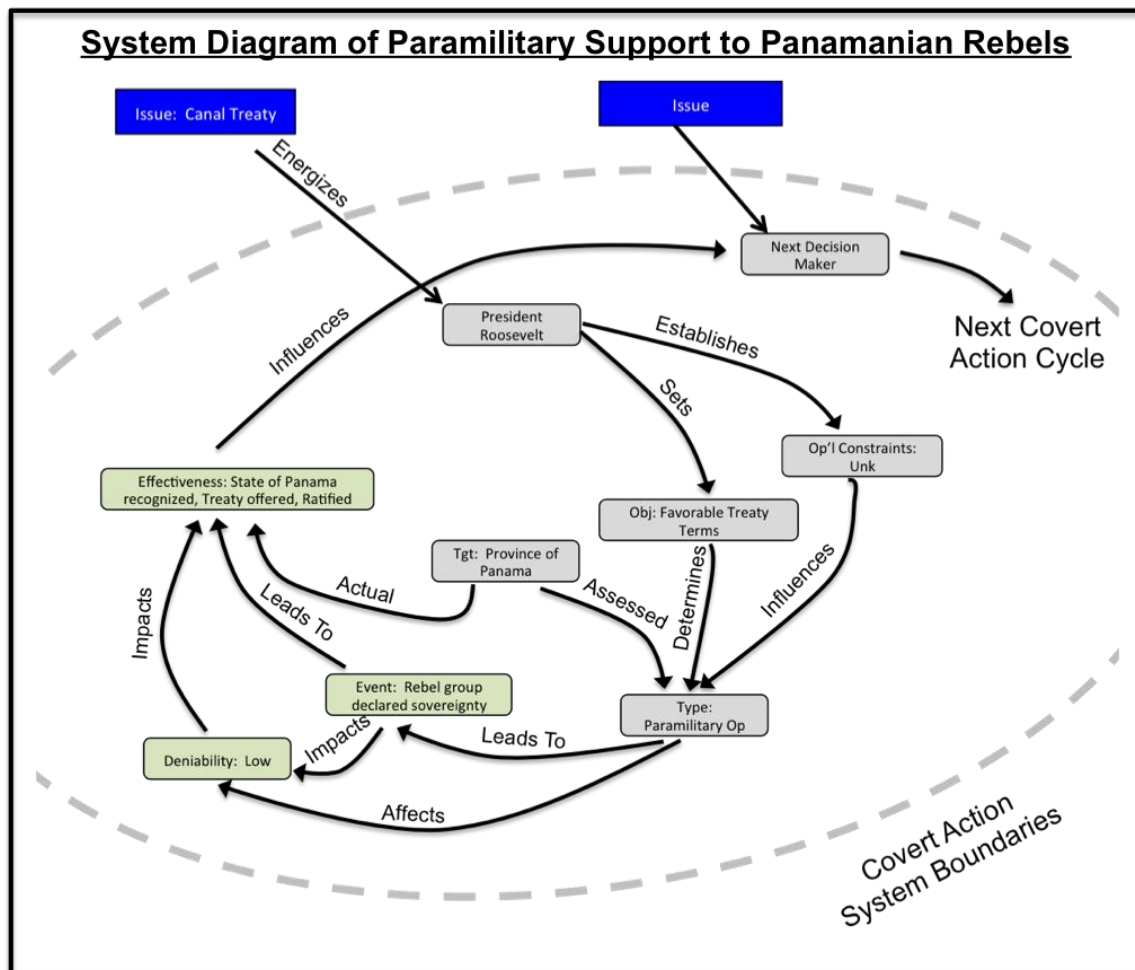 System Diagram of Paramilitary Support to Panamanian Rebels
Issue: Canal Treaty
Issue
Energizes
Next Decision
Maker
Influences
President
Roosevelt
Establishes
Next Covert
Action Cycle
Sets
Op'l Constraints:
Unk
Effectiveness: State of Panama
recognized, Treaty offered, Ratified
Obj: Favorable Treaty
Terms
Tgt: Province of
Panama
Actual
Assessed
Determines
Influences
Impacts
Leads To
Event: Rebel group
declared sovereignty
Type:
Paramilitary Op
Impacts
Leads To
Deniability: Low
Affects
Covert Action
System Boundaries